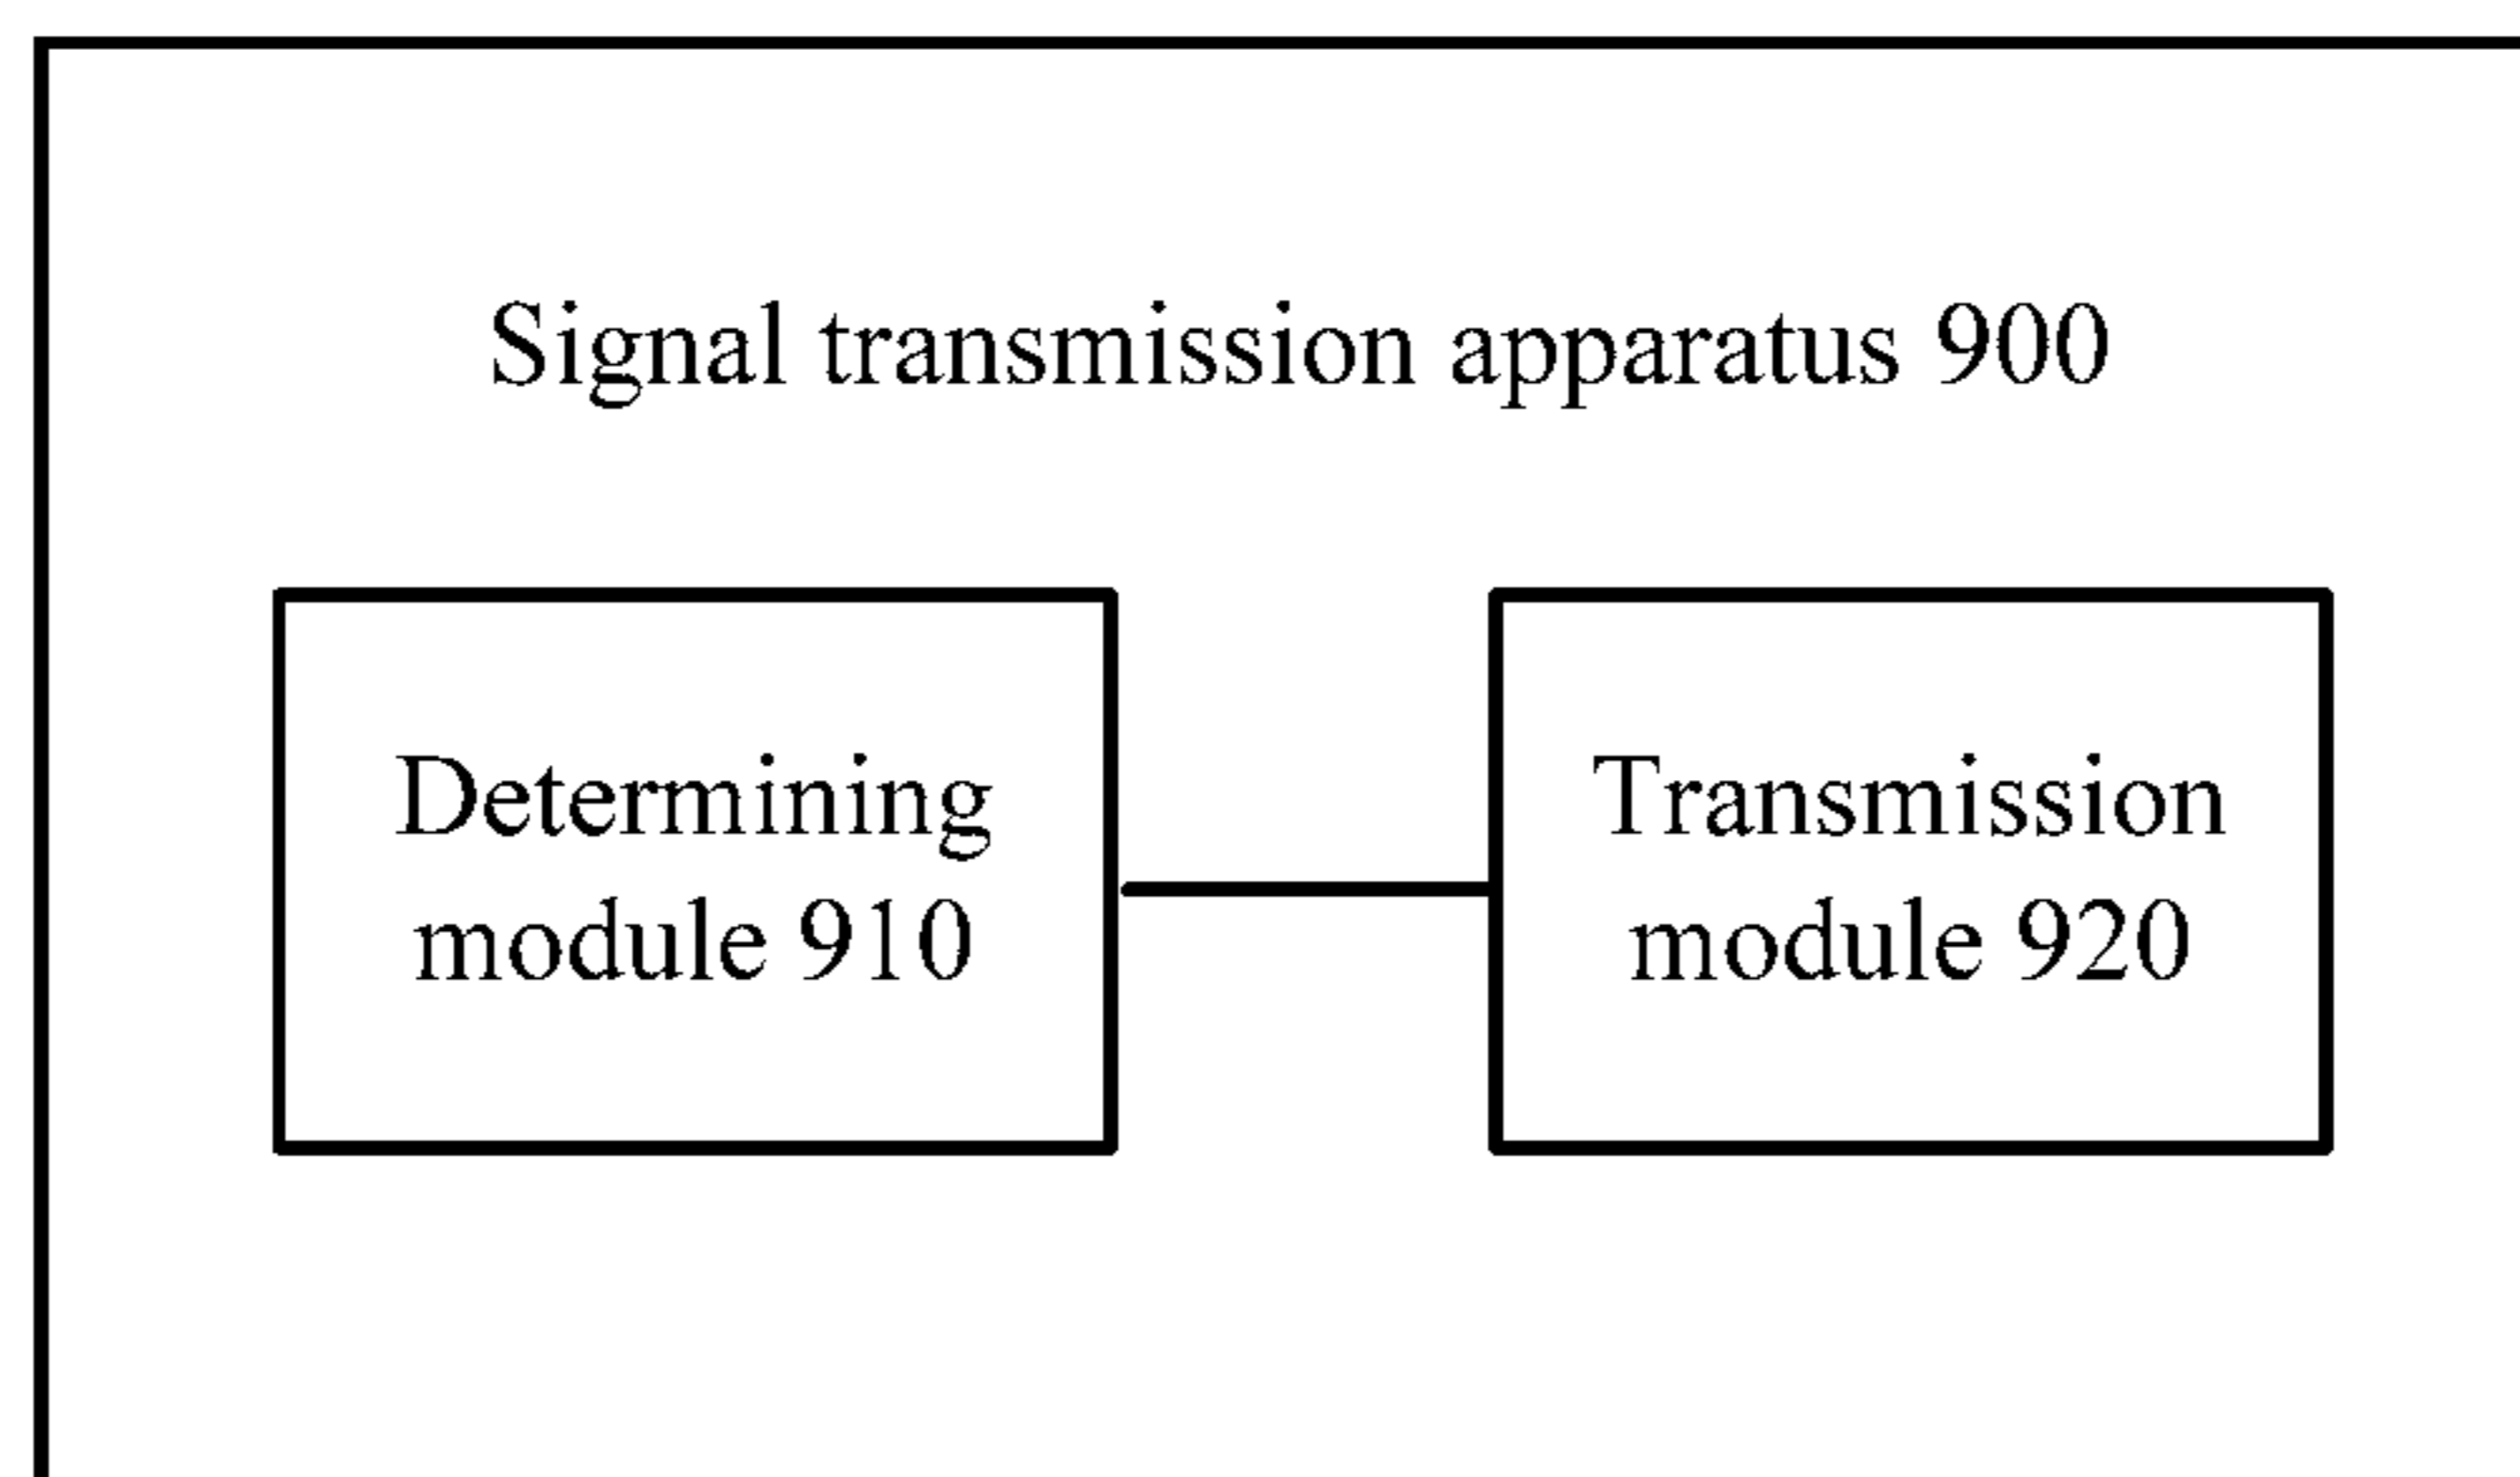 Signal transmission apparatus 900
Determining
module 910
Transmission
module 920